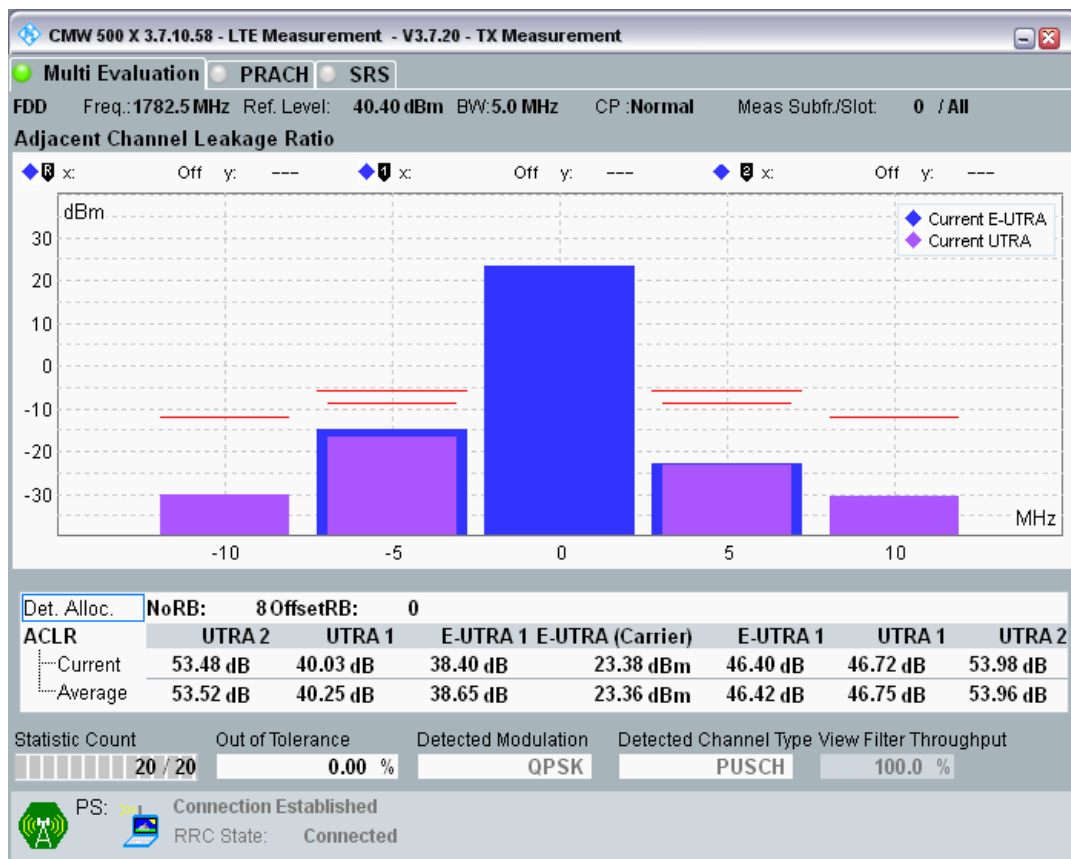 CMW 500 X 3.7.10.58 - LTE Measurement - V3.7.20 - TX Measurement
Multi Evaluation PRACH SRS
FDD Freq.: 1782.5 MHz Ref. Level: 40.40 dBm BW: 5.0 MHz CP : Normal Meas Subfr./Slot: 0 / All
Adjacent Channel Leakage Ratio
R x: Off y: --- 1 x: Off y: --- 2 x: Off y: ---
dBm
Current E-UTRA
Current UTRA
30
20
10
0
-10
-20
-30
MHz
-10 -5 0 5 10
Det. Alloc. NoRB: 8 OffsetRB: 0
ACLR UTRA 2 UTRA 1 E-UTRA 1 E-UTRA (Carrier) E-UTRA 1 UTRA 1 UTRA 2
Current 53.48 dB 40.03 dB 38.40 dB 23.38 dBm 46.40 dB 46.72 dB 53.98 dB
Average 53.52 dB 40.25 dB 38.65 dB 23.36 dBm 46.42 dB 46.75 dB 53.96 dB
Statistic Count Out of Tolerance Detected Modulation Detected Channel Type View Filter Throughput
20 / 20 0.00 % QPSK PUSCH 100.0 %
PS: Connection Established
RRC State: Connected